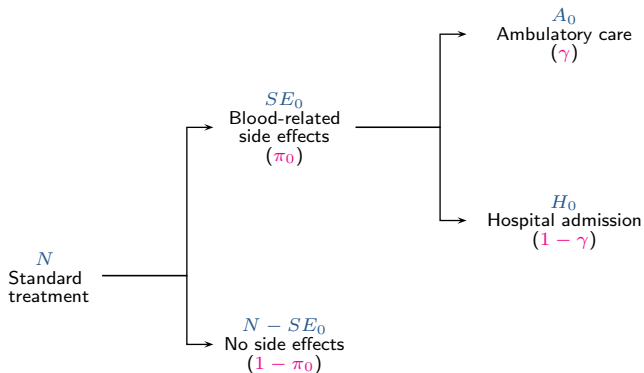 A₀
Ambulatory care
(γ)
SE₀
Blood-related
side effects
(π₀)
H₀
Hospital admission
(1 − γ)
N
Standard
treatment
N − SE₀
No side effects
(1 − π₀)